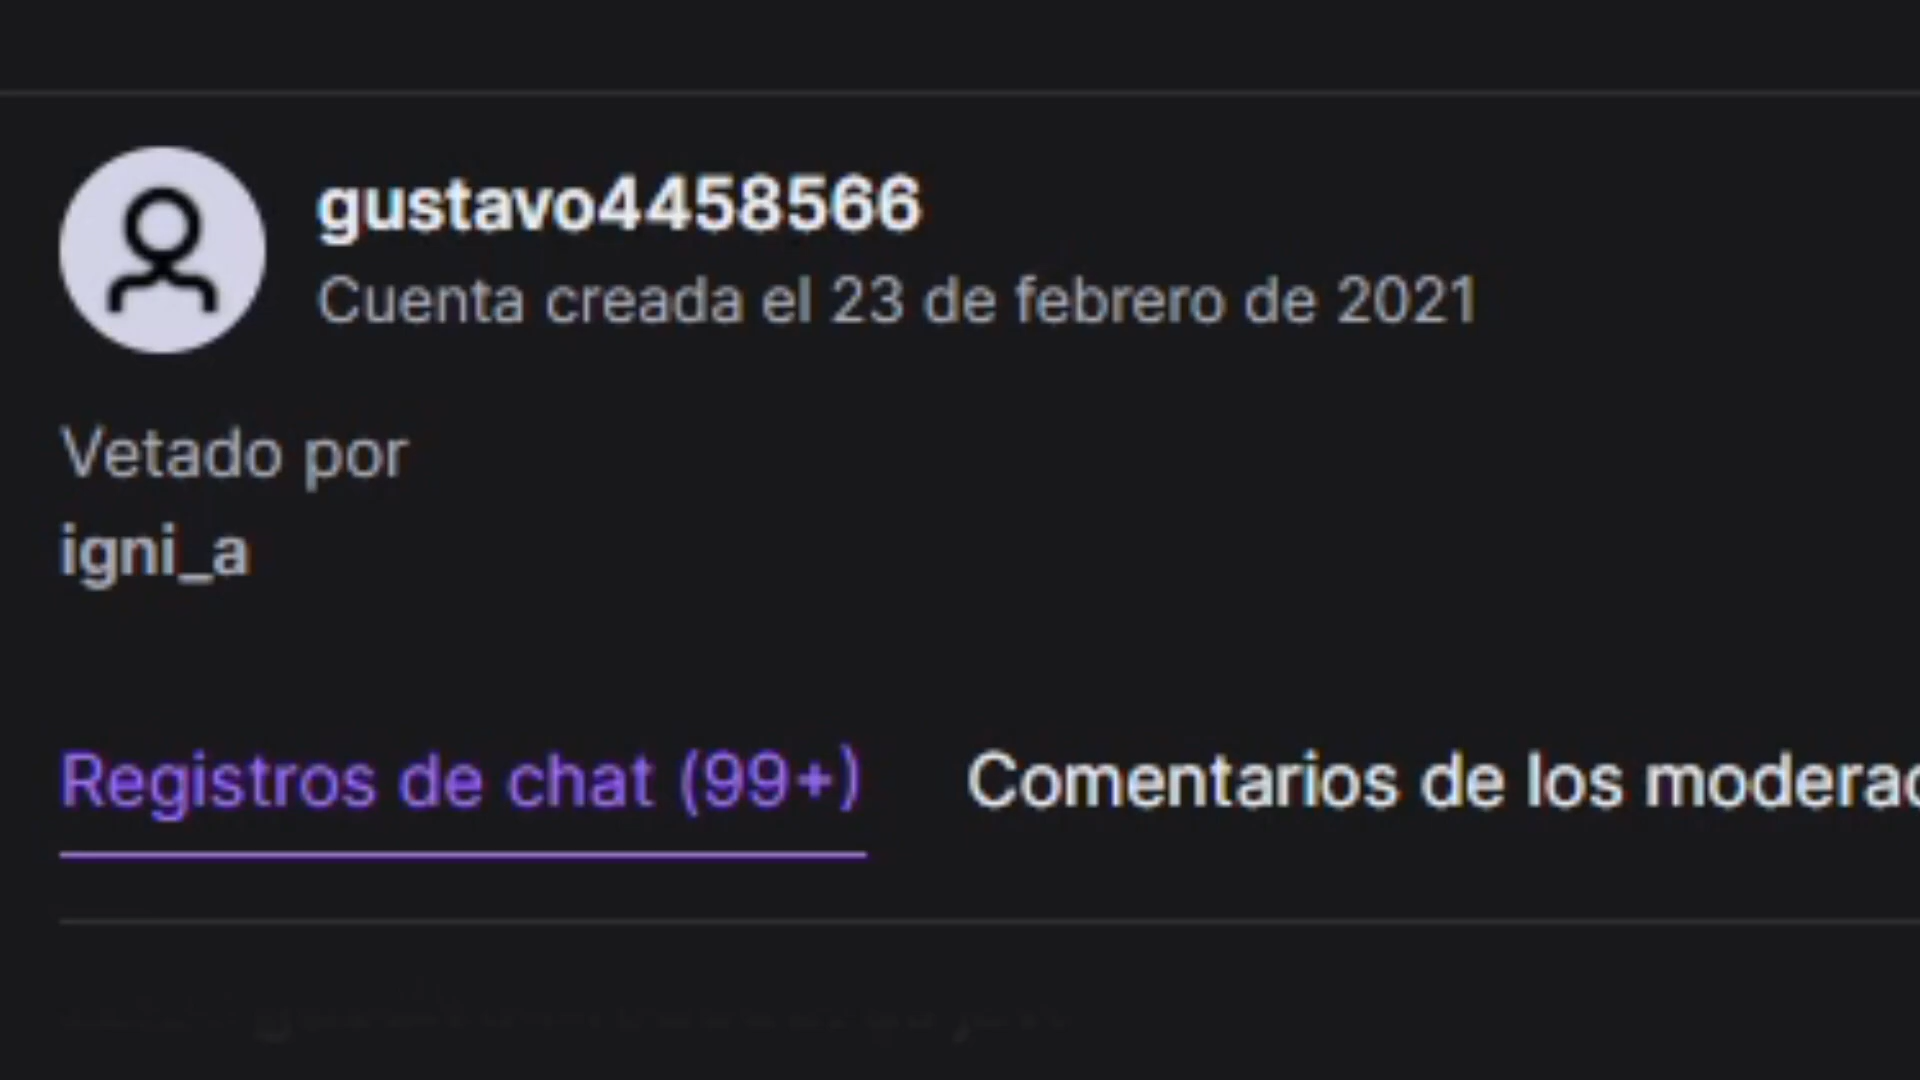 gustavo4458566
Cuenta creada el 23 de febrero de 2021
Vetado por
igni_a
Registros de chat (99+)
Comentarios de los moderad